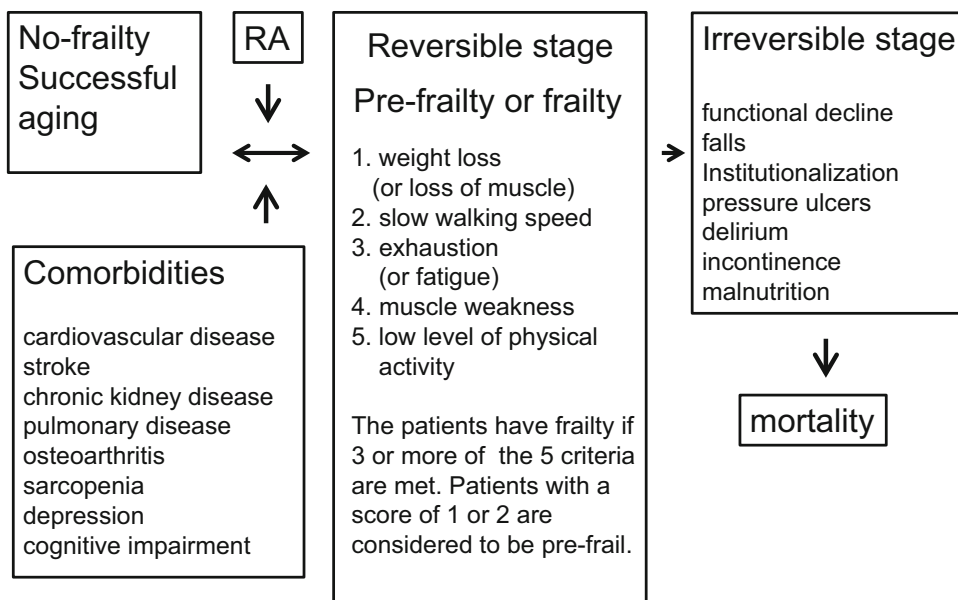 No-frailty
Successful
aging
RA
Comorbidities
cardiovascular disease
stroke
chronic kidney disease
pulmonary disease
osteoarthritis
sarcopenia
depression
cognitive impairment
Reversible stage
Pre-frailty or frailty
1. weight loss
(or loss of muscle)
2. slow walking speed
3. exhaustion
(or fatigue)
4. muscle weakness
5. low level of physical
activity
The patients have frailty if
3 or more of the 5 criteria
are met. Patients with a
score of 1 or 2 are
considered to be pre-frail.
Irreversible stage
functional decline
falls
Institutionalization
pressure ulcers
delirium
incontinence
malnutrition
mortality